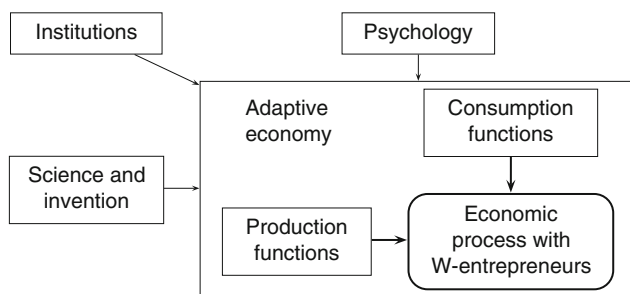 Institutions
Psychology
Adaptive
economy
Consumption
functions
Science and
invention
Production
functions
Economic
process with
W-entrepreneurs